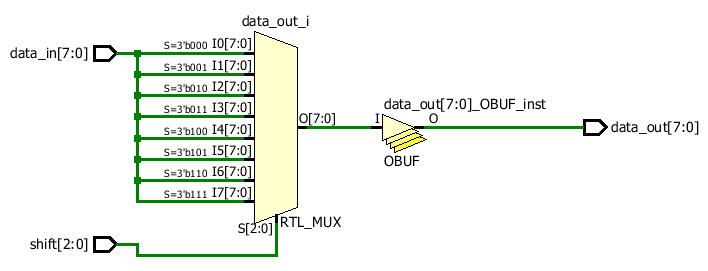 data_out_i
data_in[7:0]
S=3'b000 I0[7:0]
S=3'b001 I1[7:0]
S=3'b010 I2[7:0]
S=3'b011 I3[7:0]
S=3'b100 I4[7:0]
S=3'b101 I5[7:0]
S=3'b110 I6[7:0]
S=3'b111 I7[7:0]
O[7:0]
data_out[7:0]_OBUF_inst
I O
OBUF
data_out[7:0]
S[2:0]
RTL_MUX
shift[2:0]